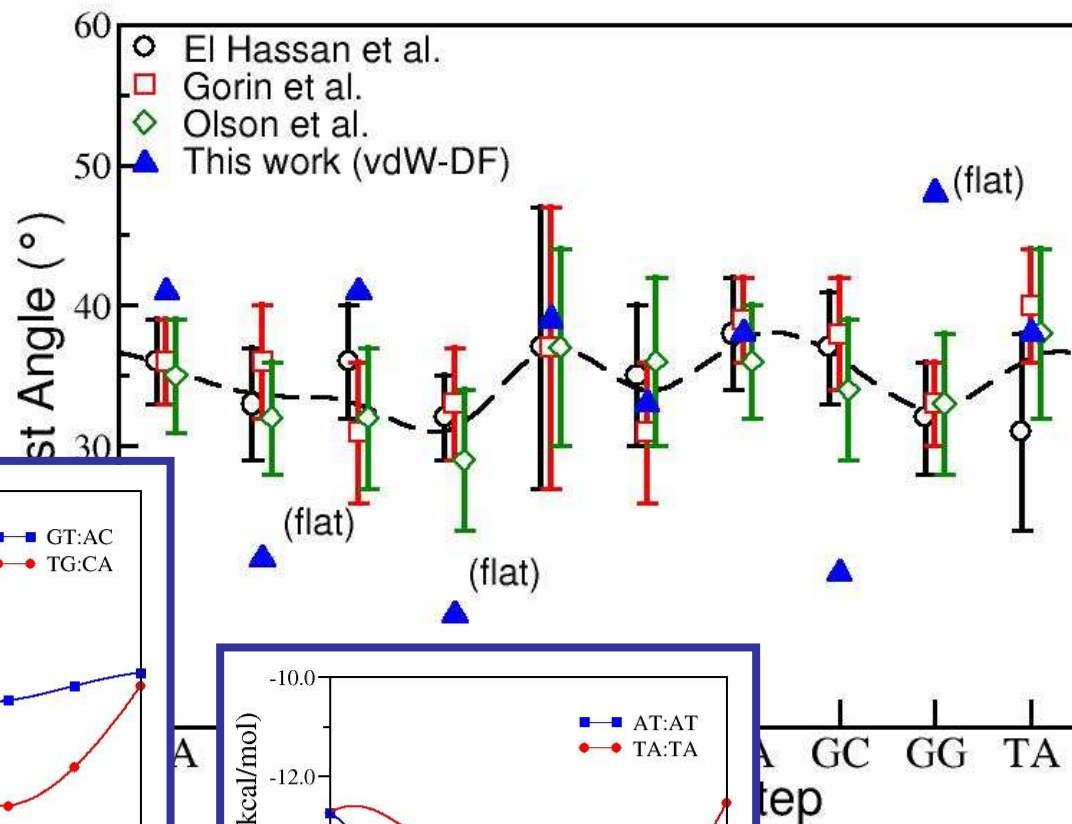 60
El Hassan et al.
Gorin et al.
Olson et al.
This work (vdW-DF)
50
(flat)
Angle (°)
40
30
(flat)
(flat)
GT:AC
TG:CA
-10.0
AT:AT
TA:TA
-12.0
kcal/mol)
GC GG TA